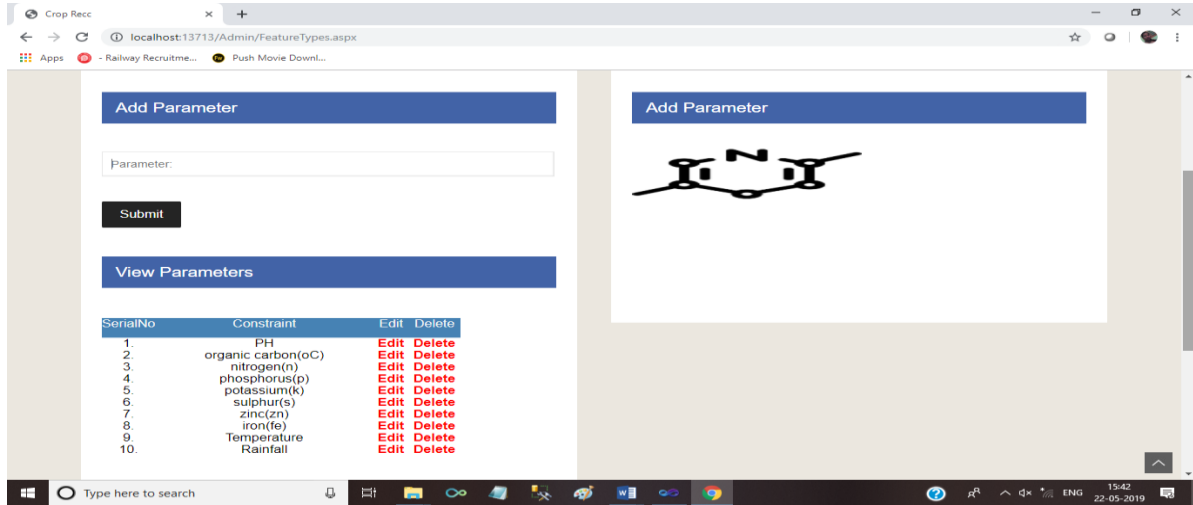 Crop Recc
localhost:13713/Admin/FeatureTypes.aspx
Apps - Railway Recruitme... Push Movie Downl...
Add Parameter
Parameter:
Submit
View Parameters
SerialNo Constraint Edit Delete
1. PH Edit Delete
2. organic carbon(oC) Edit Delete
3. nitrogen(n) Edit Delete
4. phosphorus(p) Edit Delete
5. potassium(k) Edit Delete
6. sulphur(s) Edit Delete
7. zinc(zn) Edit Delete
8. iron(fe) Edit Delete
9. Temperature Edit Delete
10. Rainfall Edit Delete
Add Parameter
N
Type here to search
ENG
15:42
22-05-2019